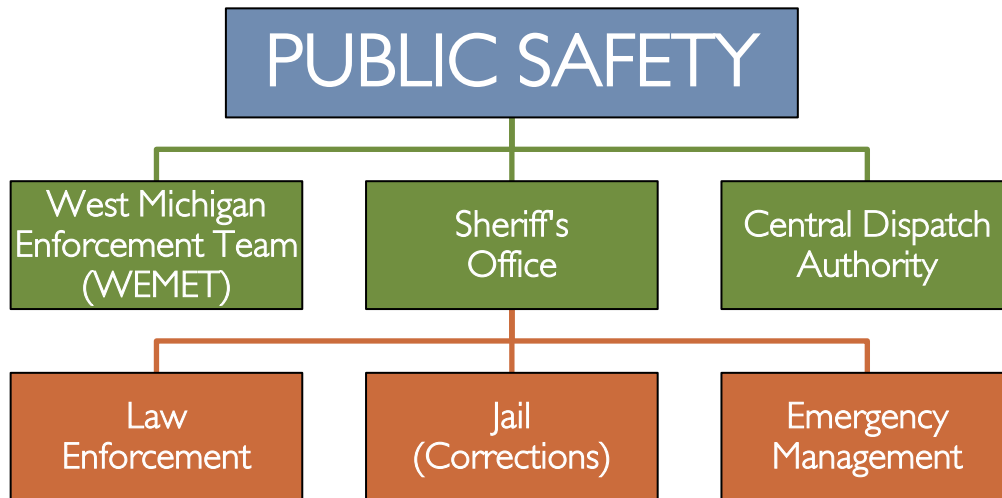 PUBLIC SAFETY
West Michigan
Enforcement Team
(WEMET)
Sheriff's
Office
Central Dispatch
Authority
Law
Enforcement
Jail
(Corrections)
Emergency
Management